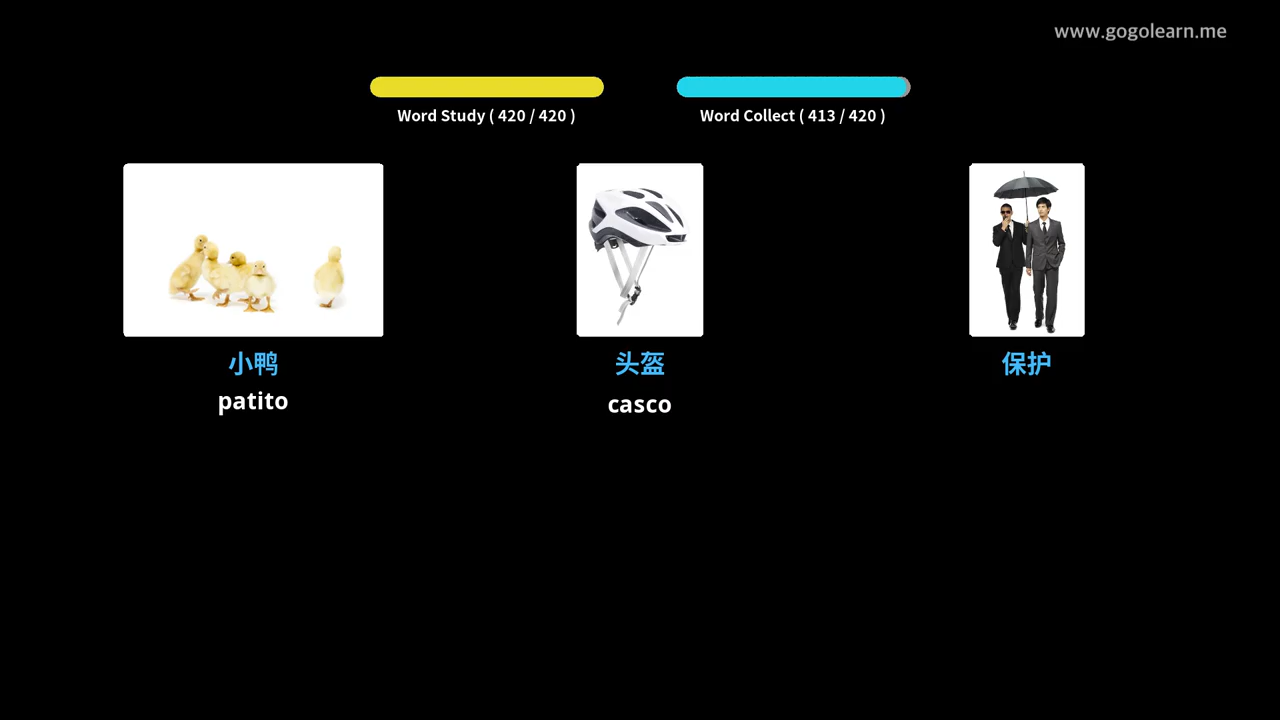 www.gogolearn.me
Word Study ( 420 / 420 )
Word Collect ( 413 / 420 )
小鸭
头盔
保护
patito
casco